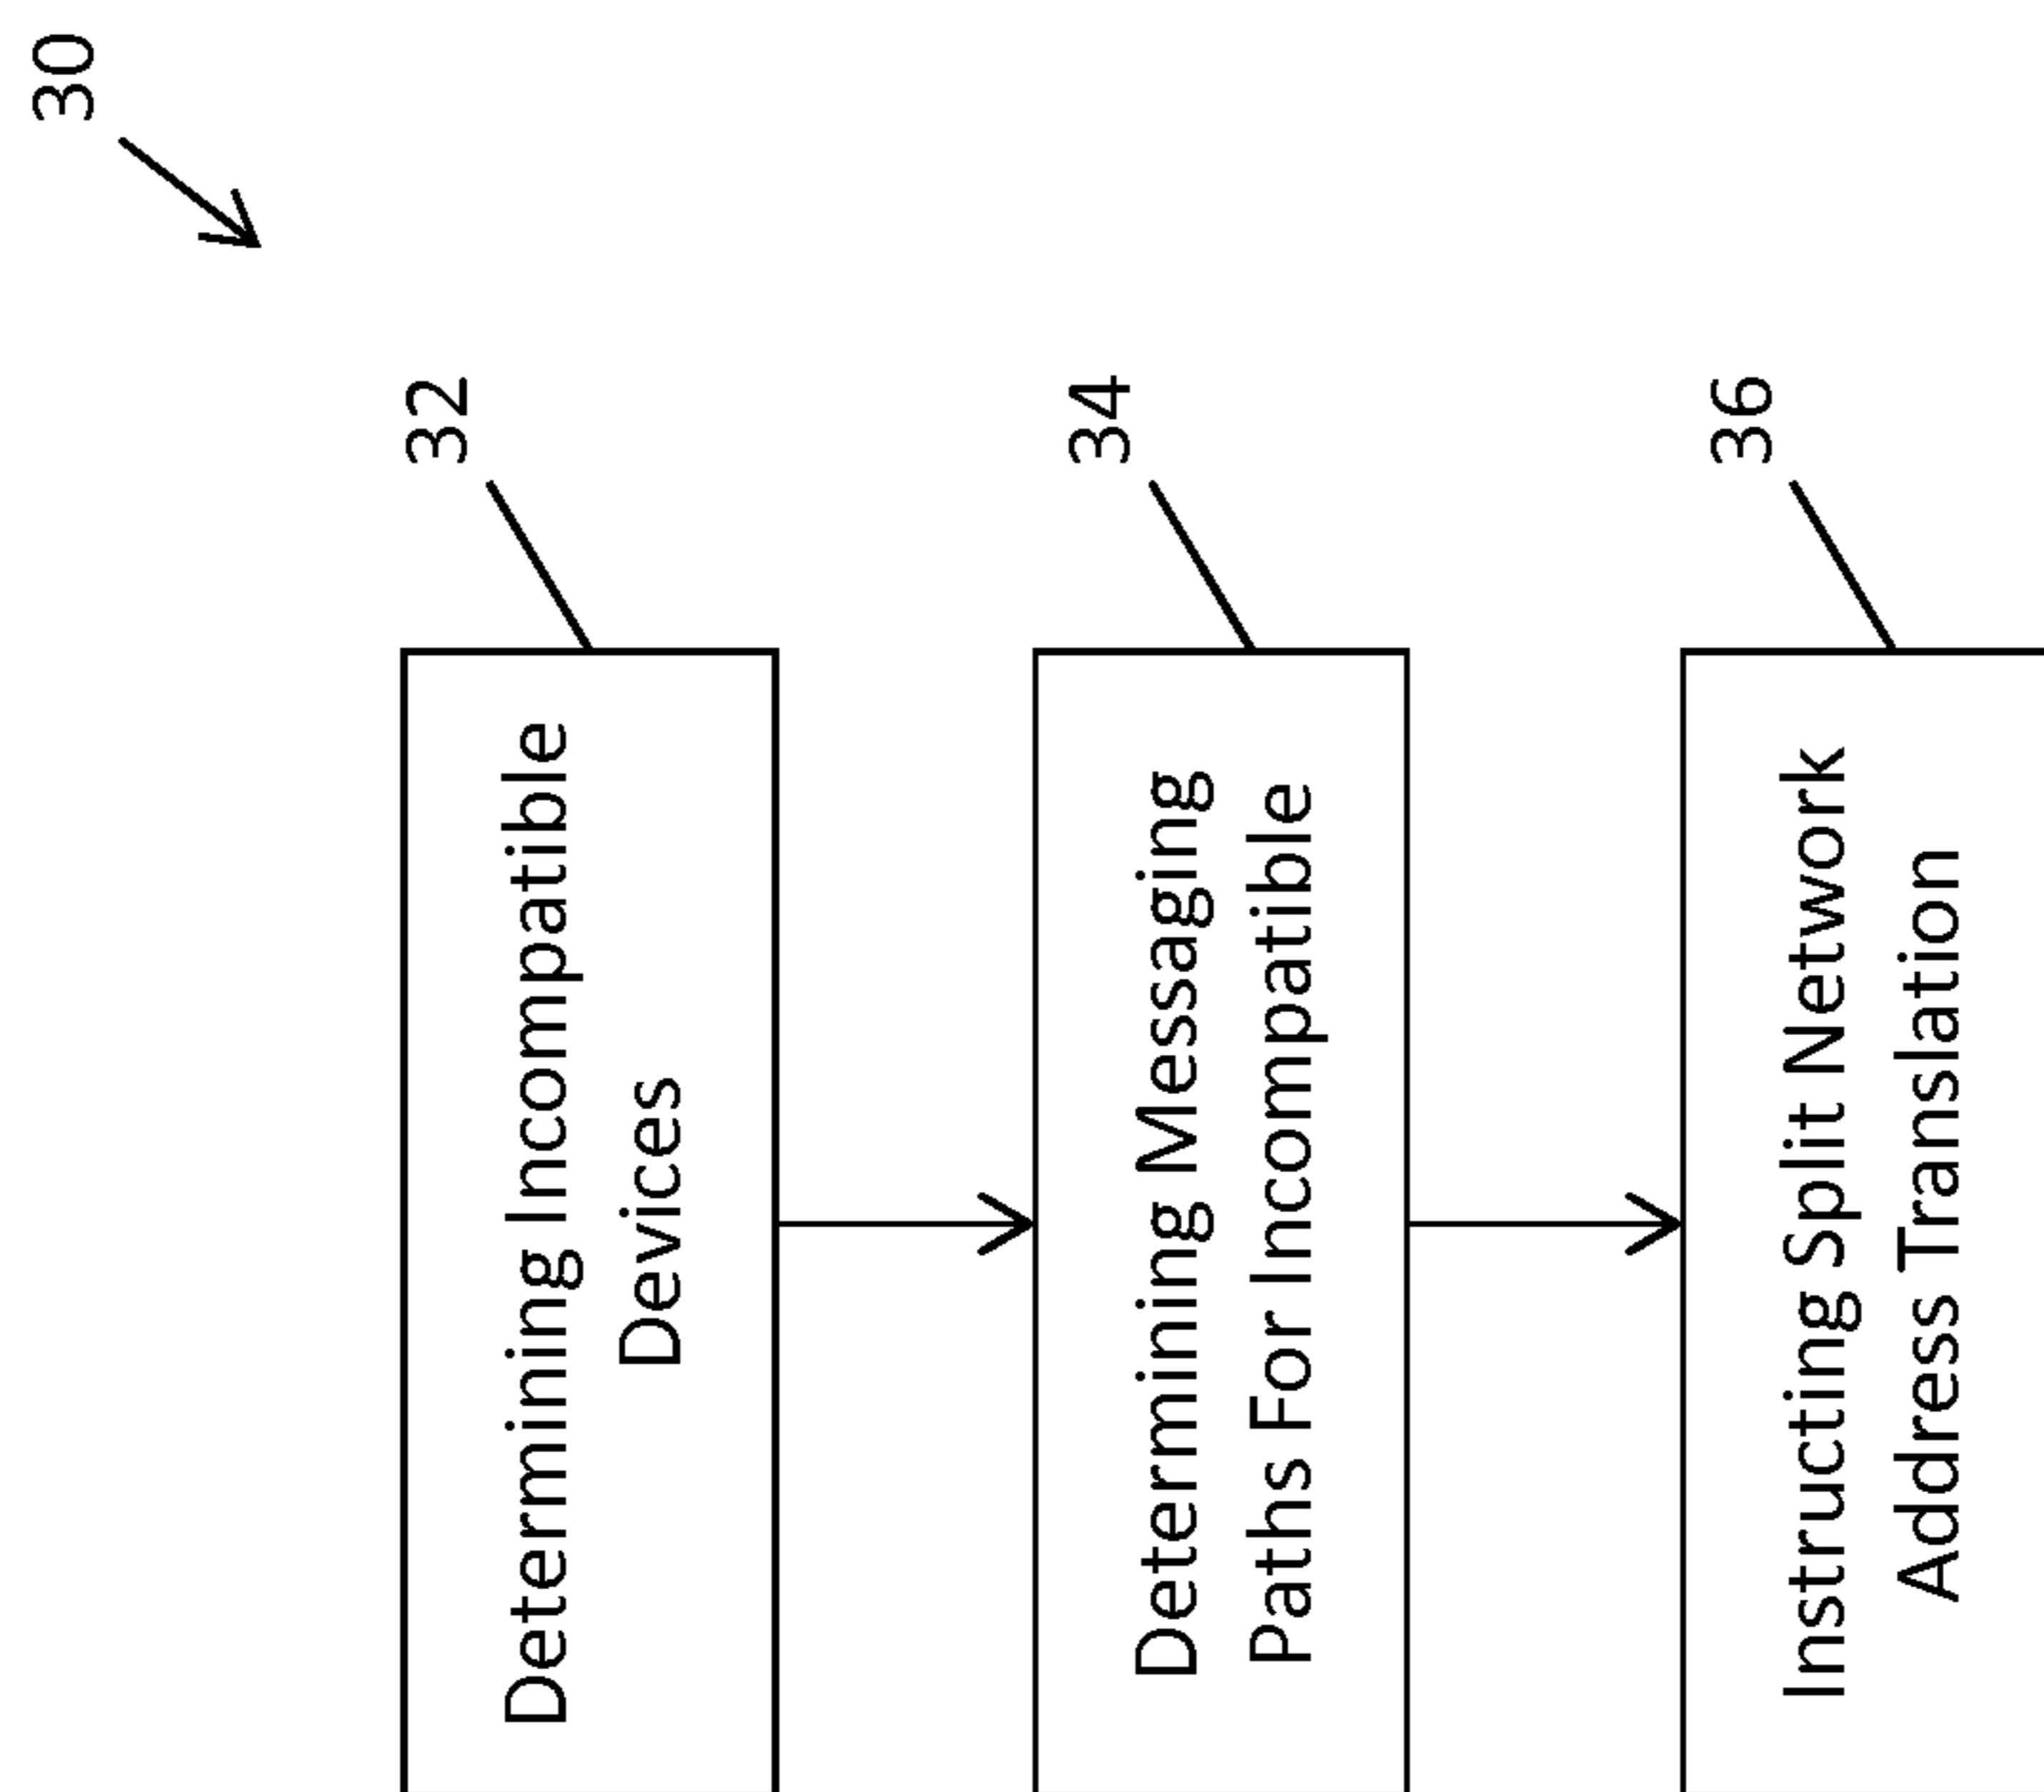 30
32
Determining Incompatible
Devices
34
Determining Messaging
Paths For Incompatible
36
Instructing Split Network
Address Translation